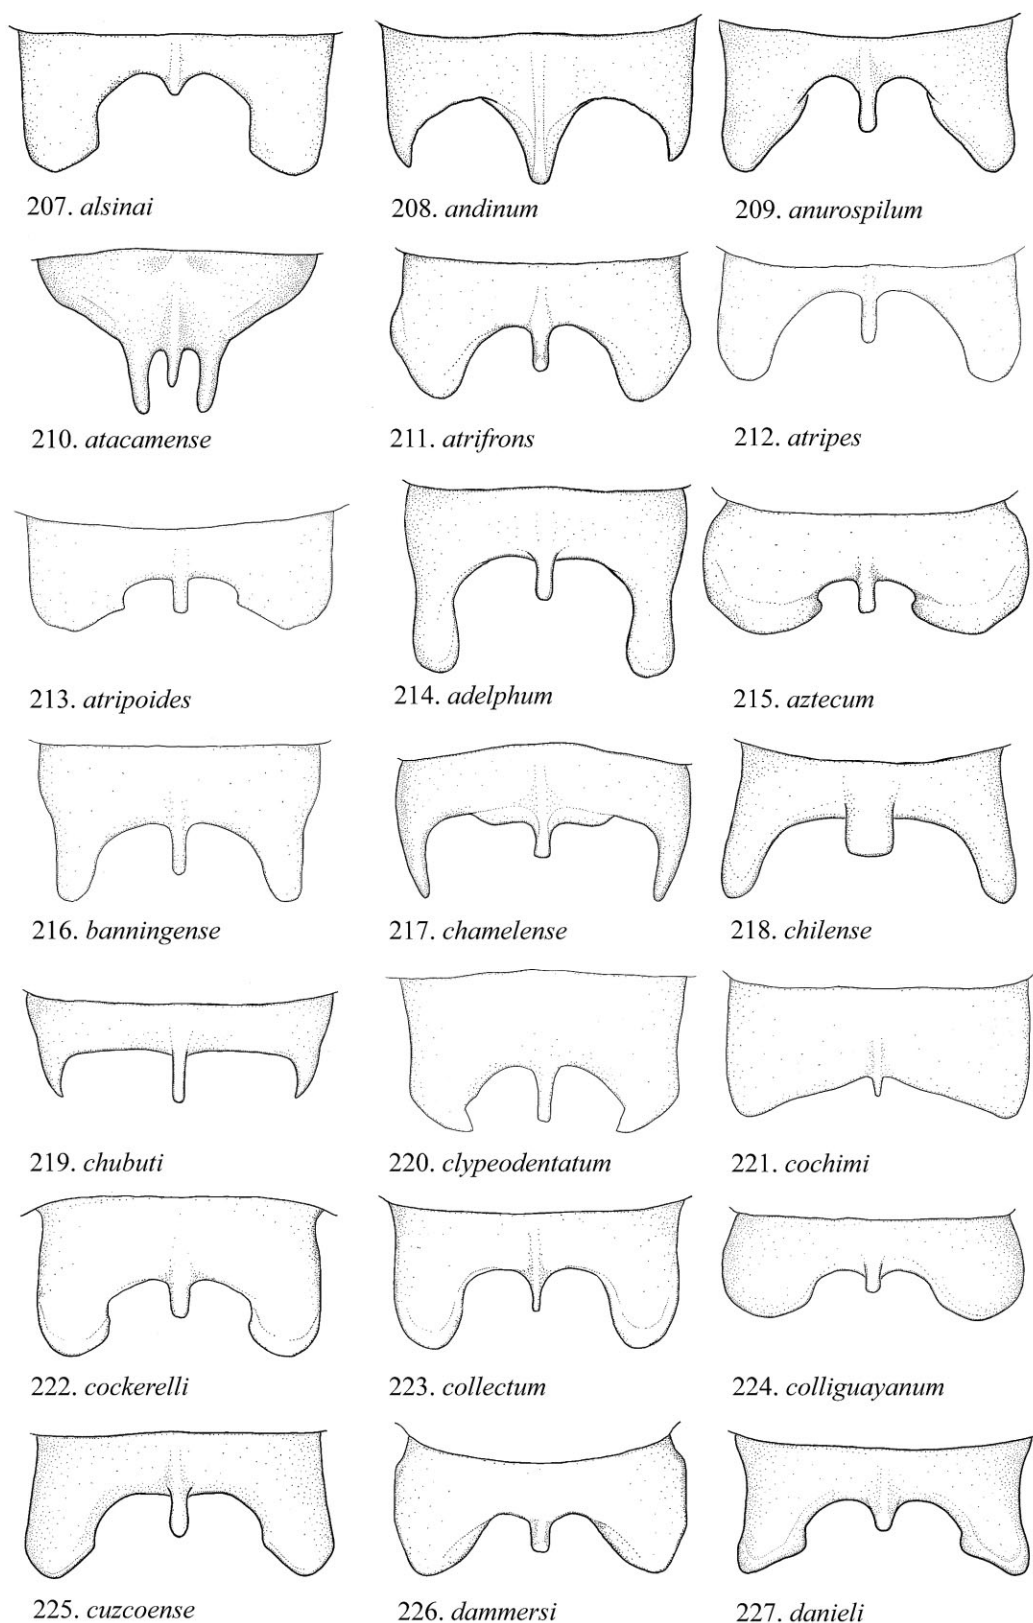 207. alsinai
208. andinum
209. anurospilum
210. atacamense
211. atrifrons
212. atripes
213. atripoides
214. adelphum
215. aztecum
216. banningense
217. chamelense
218. chilense
219. chubuti
220. clypeodentatum
221. cochimi
222. cockerelli
223. collectum
224. colliguayanum
225. cuzcoense
226. dammersi
227. danieli